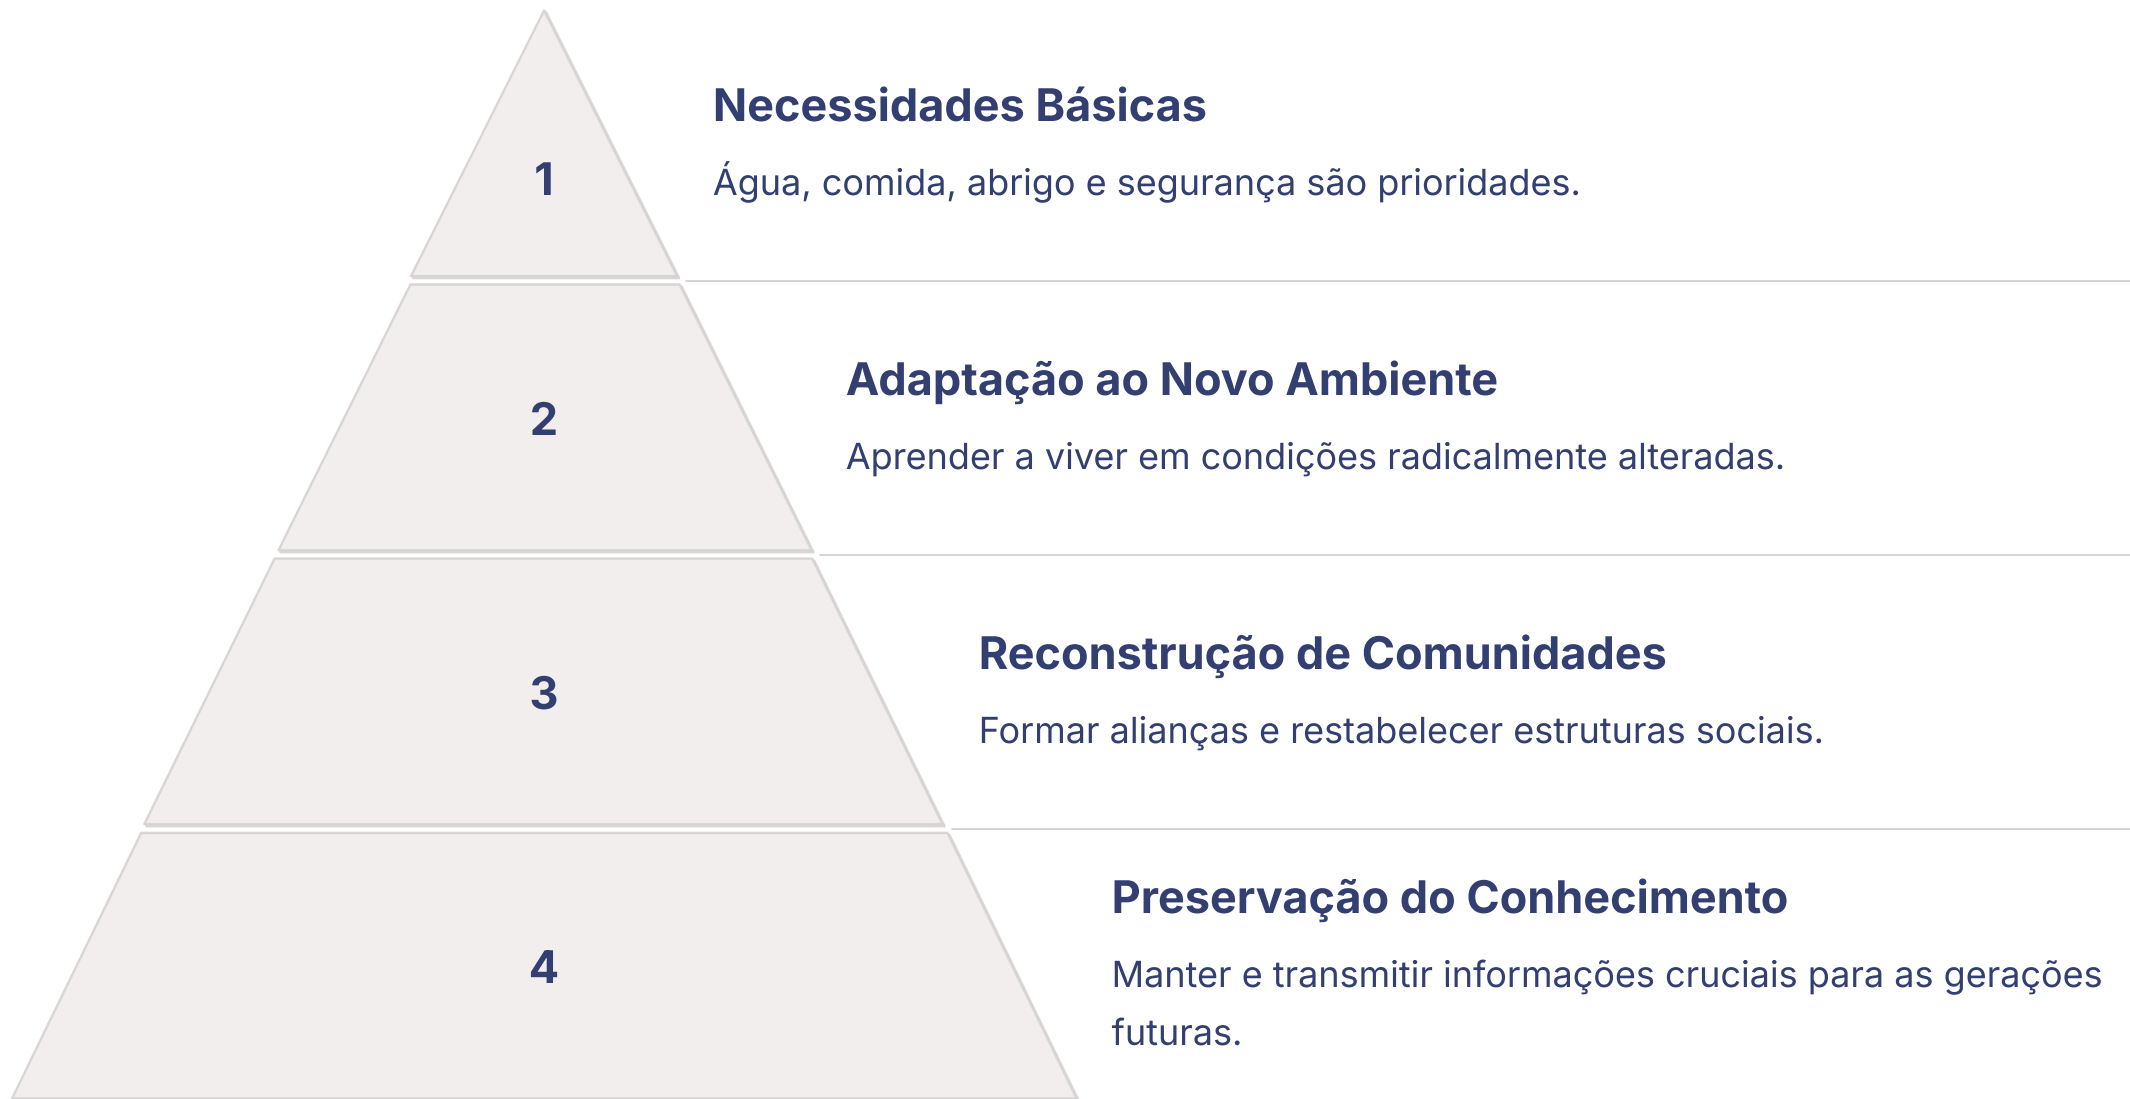 1
Necessidades Básicas
Água, comida, abrigo e segurança são prioridades.
2
Adaptação ao Novo Ambiente
Aprender a viver em condições radicalmente alteradas.
3
Reconstrução de Comunidades
Formar alianças e restabelecer estruturas sociais.
4
Preservação do Conhecimento
Manter e transmitir informações cruciais para as gerações
futuras.